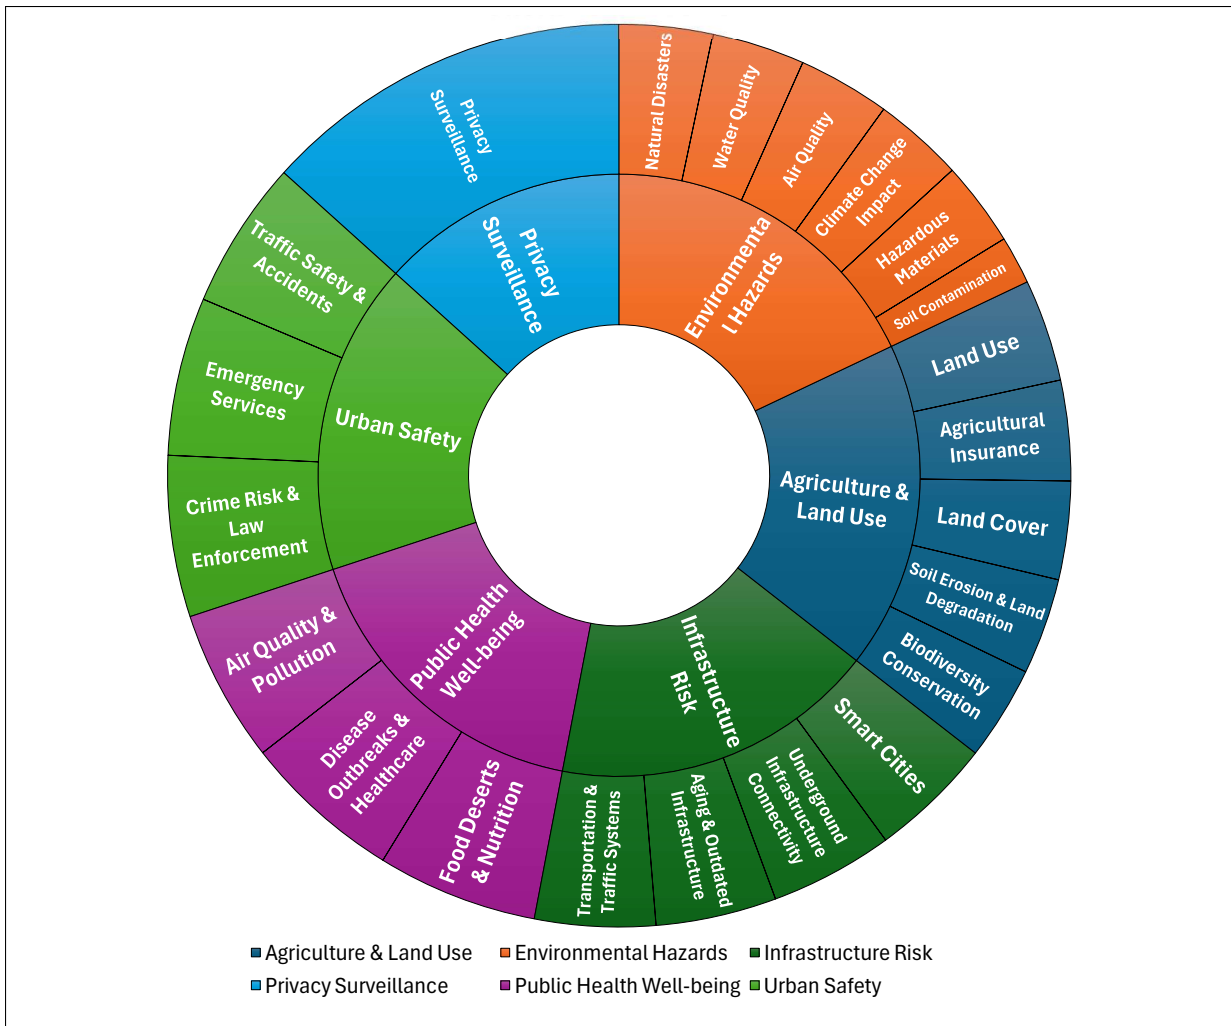 Natural Disasters
Water Quality
Air Quality
Climate Change
Impact
Hazardous
Materials
Soil Contamination
Land Use
Agricultural
Insurance
Land Cover
Soil Erosion & Land
Degradation
Biodiversity
Conservation
Smart Cities
Underground
Infrastructure
Connectivity
Aging & Outdated
Infrastructure
Transportation &
Traffic Systems
Food Deserts
& Nutrition
Disease
Outbreaks &
Healthcare
Air Quality &
Pollution
Crime Risk &
Law
Enforcement
Emergency
Services
Traffic Safety &
Accidents
Privacy
Surveillance
Environmenta
l Hazards
Agriculture &
Land Use
Infrastructure
Risk
Public Health
Well-being
Urban Safety
Privacy
Surveillance
Agriculture & Land Use
Environmental Hazards
Infrastructure Risk
Privacy Surveillance
Public Health Well-being
Urban Safety